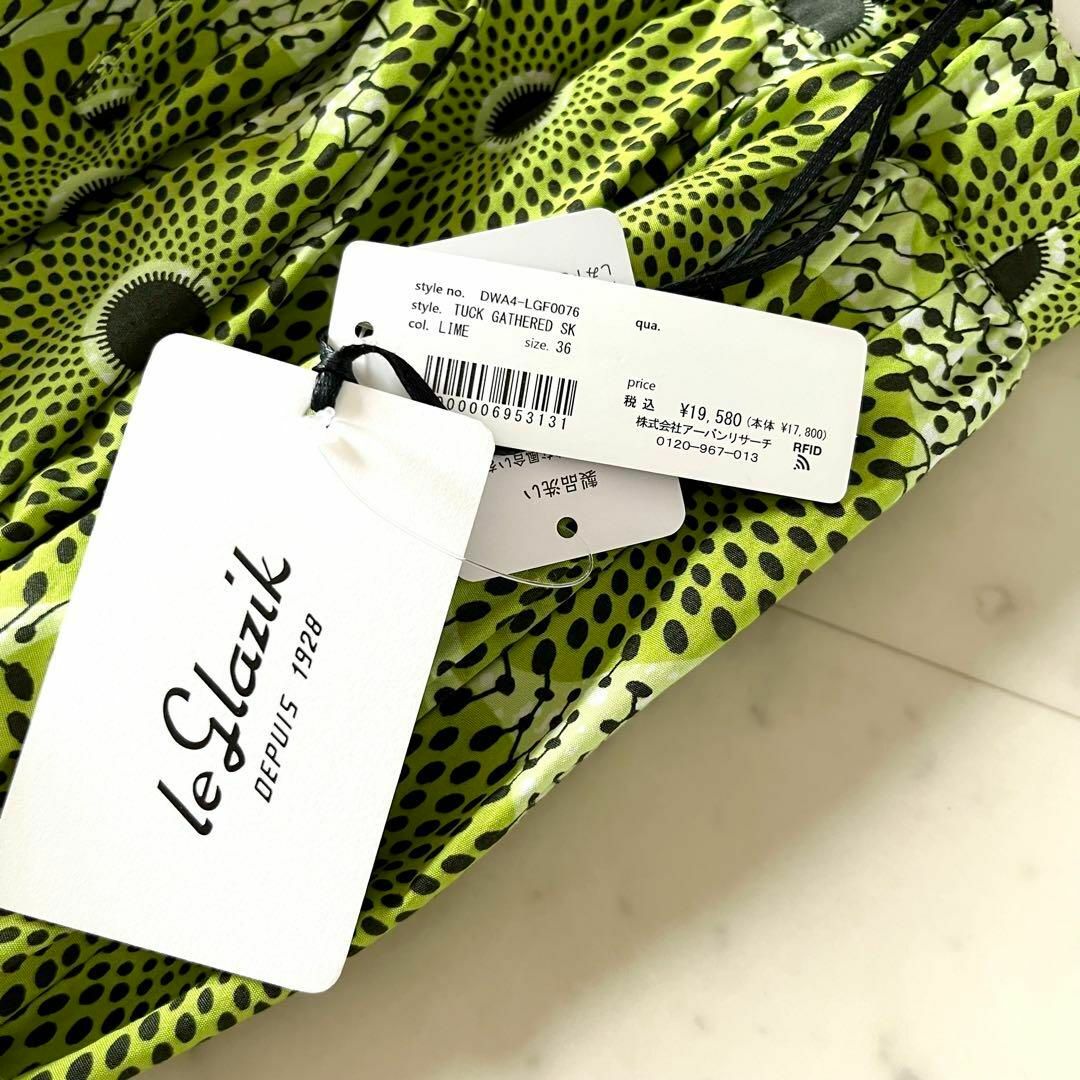 style no. DWA4-LGF0076
style. TUCK GATHERED SK
col. LIME
size. 36
00006953131
qua.
price
税込 ¥19,580 (本体 ¥17,800)
株式会社アーバンリサーチ
0120-967-013
RFID
製品洗い
le Glazik
DEPUIS 1928